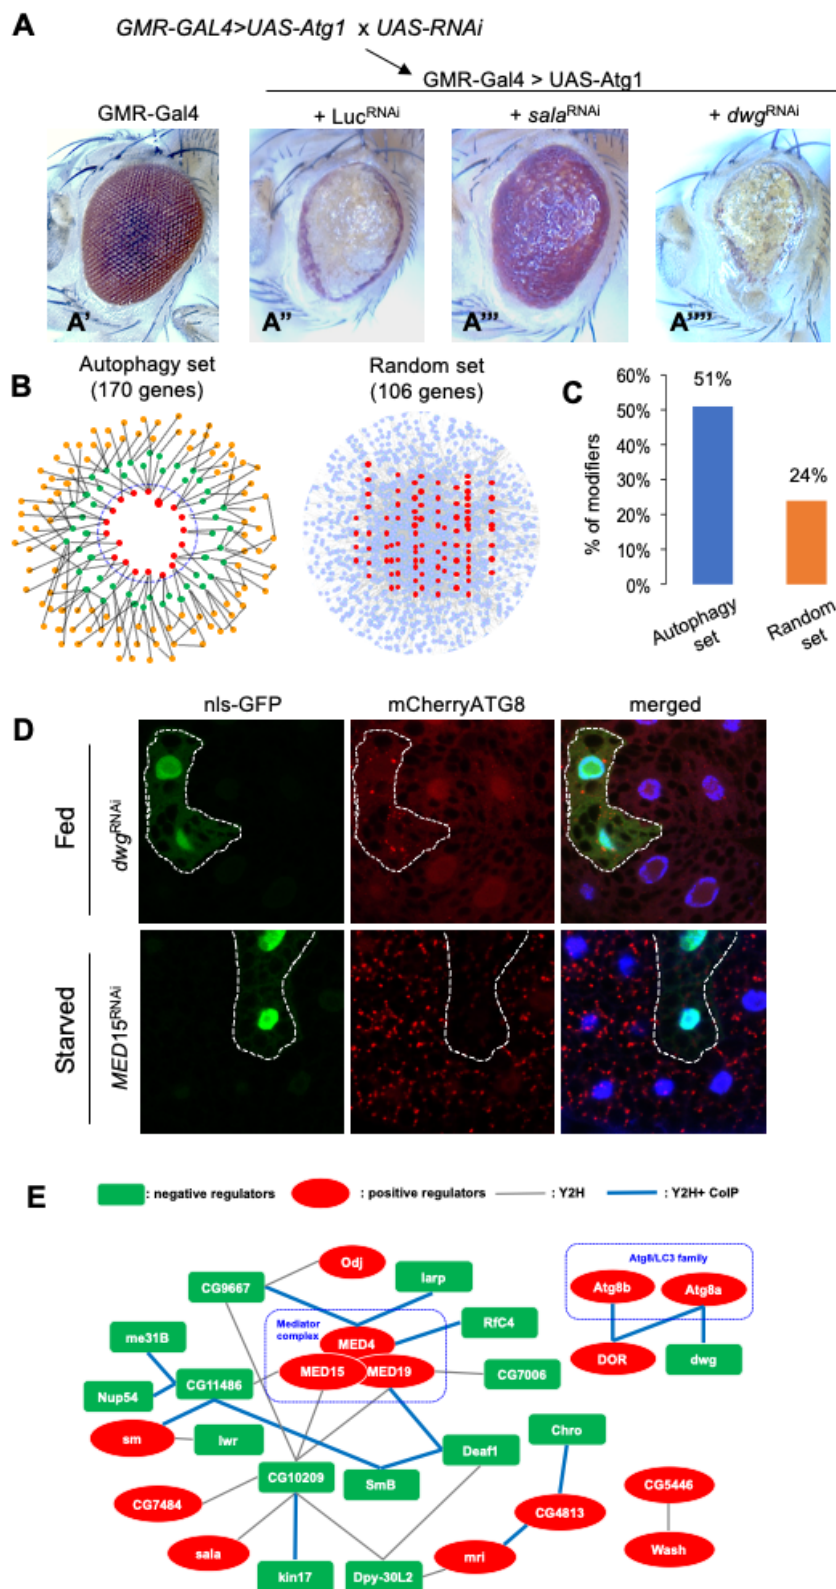 A
GMR-GAL4>UAS-Atg1 x UAS-RNAi
GMR-Gal4 > UAS-Atg1
GMR-Gal4
+ LucRNAi
+ salaRNAi
+ dwgRNAi
A'
A''
A'''
A''''
B
Autophagy set
(170 genes)
Random set
(106 genes)
C
% of modifiers
60%
50%
40%
30%
20%
10%
0%
51%
24%
Autophagy
set
Random
set
D
nls-GFP
mCherryATG8
merged
Fed
dwgRNAi
Starved
MED15RNAi
E
: negative regulators
: positive regulators
: Y2H
: Y2H+ CoIP
Odj
CG9667
larp
Mediator
complex
RfC4
me31B
MED4
MED15
MED19
CG7006
Nup54
CG11486
sm
lwr
Deaf1
Chro
CG10209
SmB
CG7484
CG4813
sala
mri
kin17
Dpy-30L2
Atg8/LC3 family
Atg8b
Atg8a
DOR
dwg
CG5446
Wash